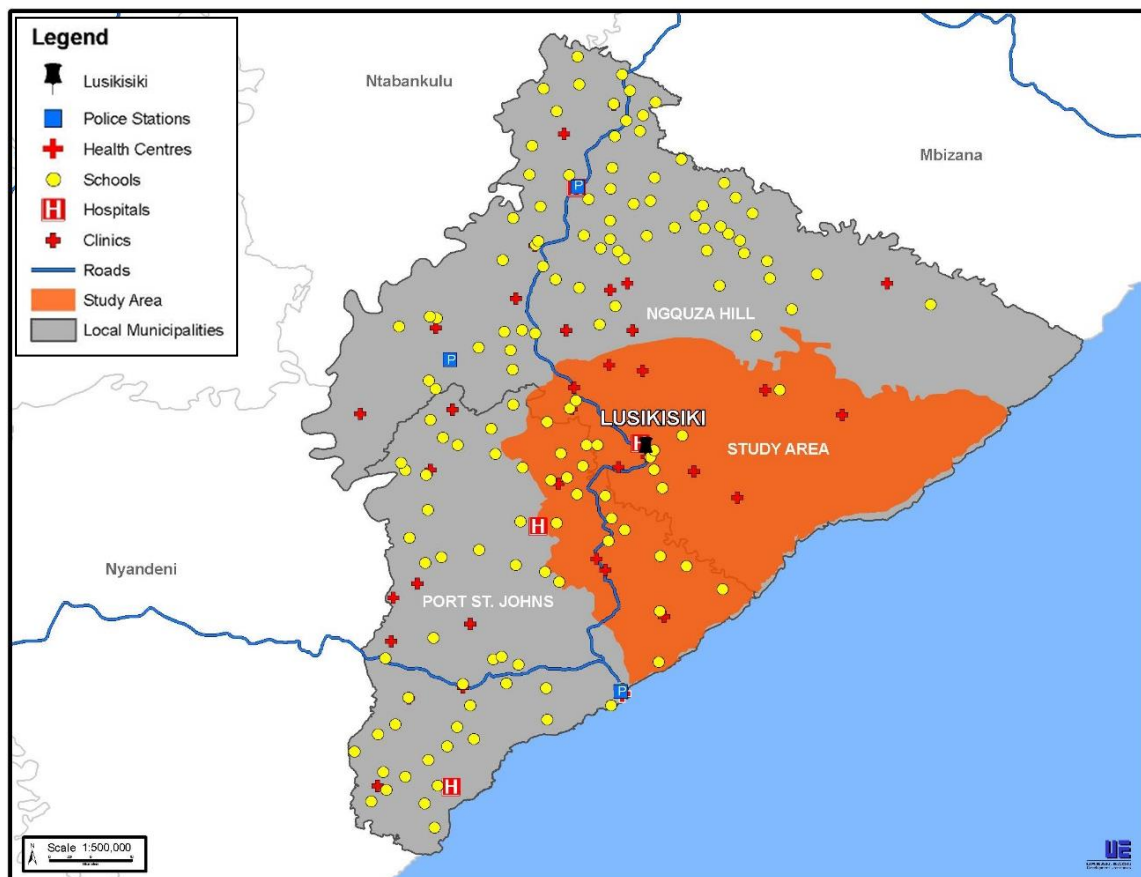 Legend
Lusikisiki
Police Stations
Health Centres
Schools
Hospitals
Clinics
Roads
Study Area
Local Municipalities
Ntabankulu
Mbizana
P
NGQUZA HILL
P
LUSIKISIKI
H
STUDY AREA
H
Nyandeni
PORT ST. JOHNS
P
H
Scale 1:500,000
N
UE